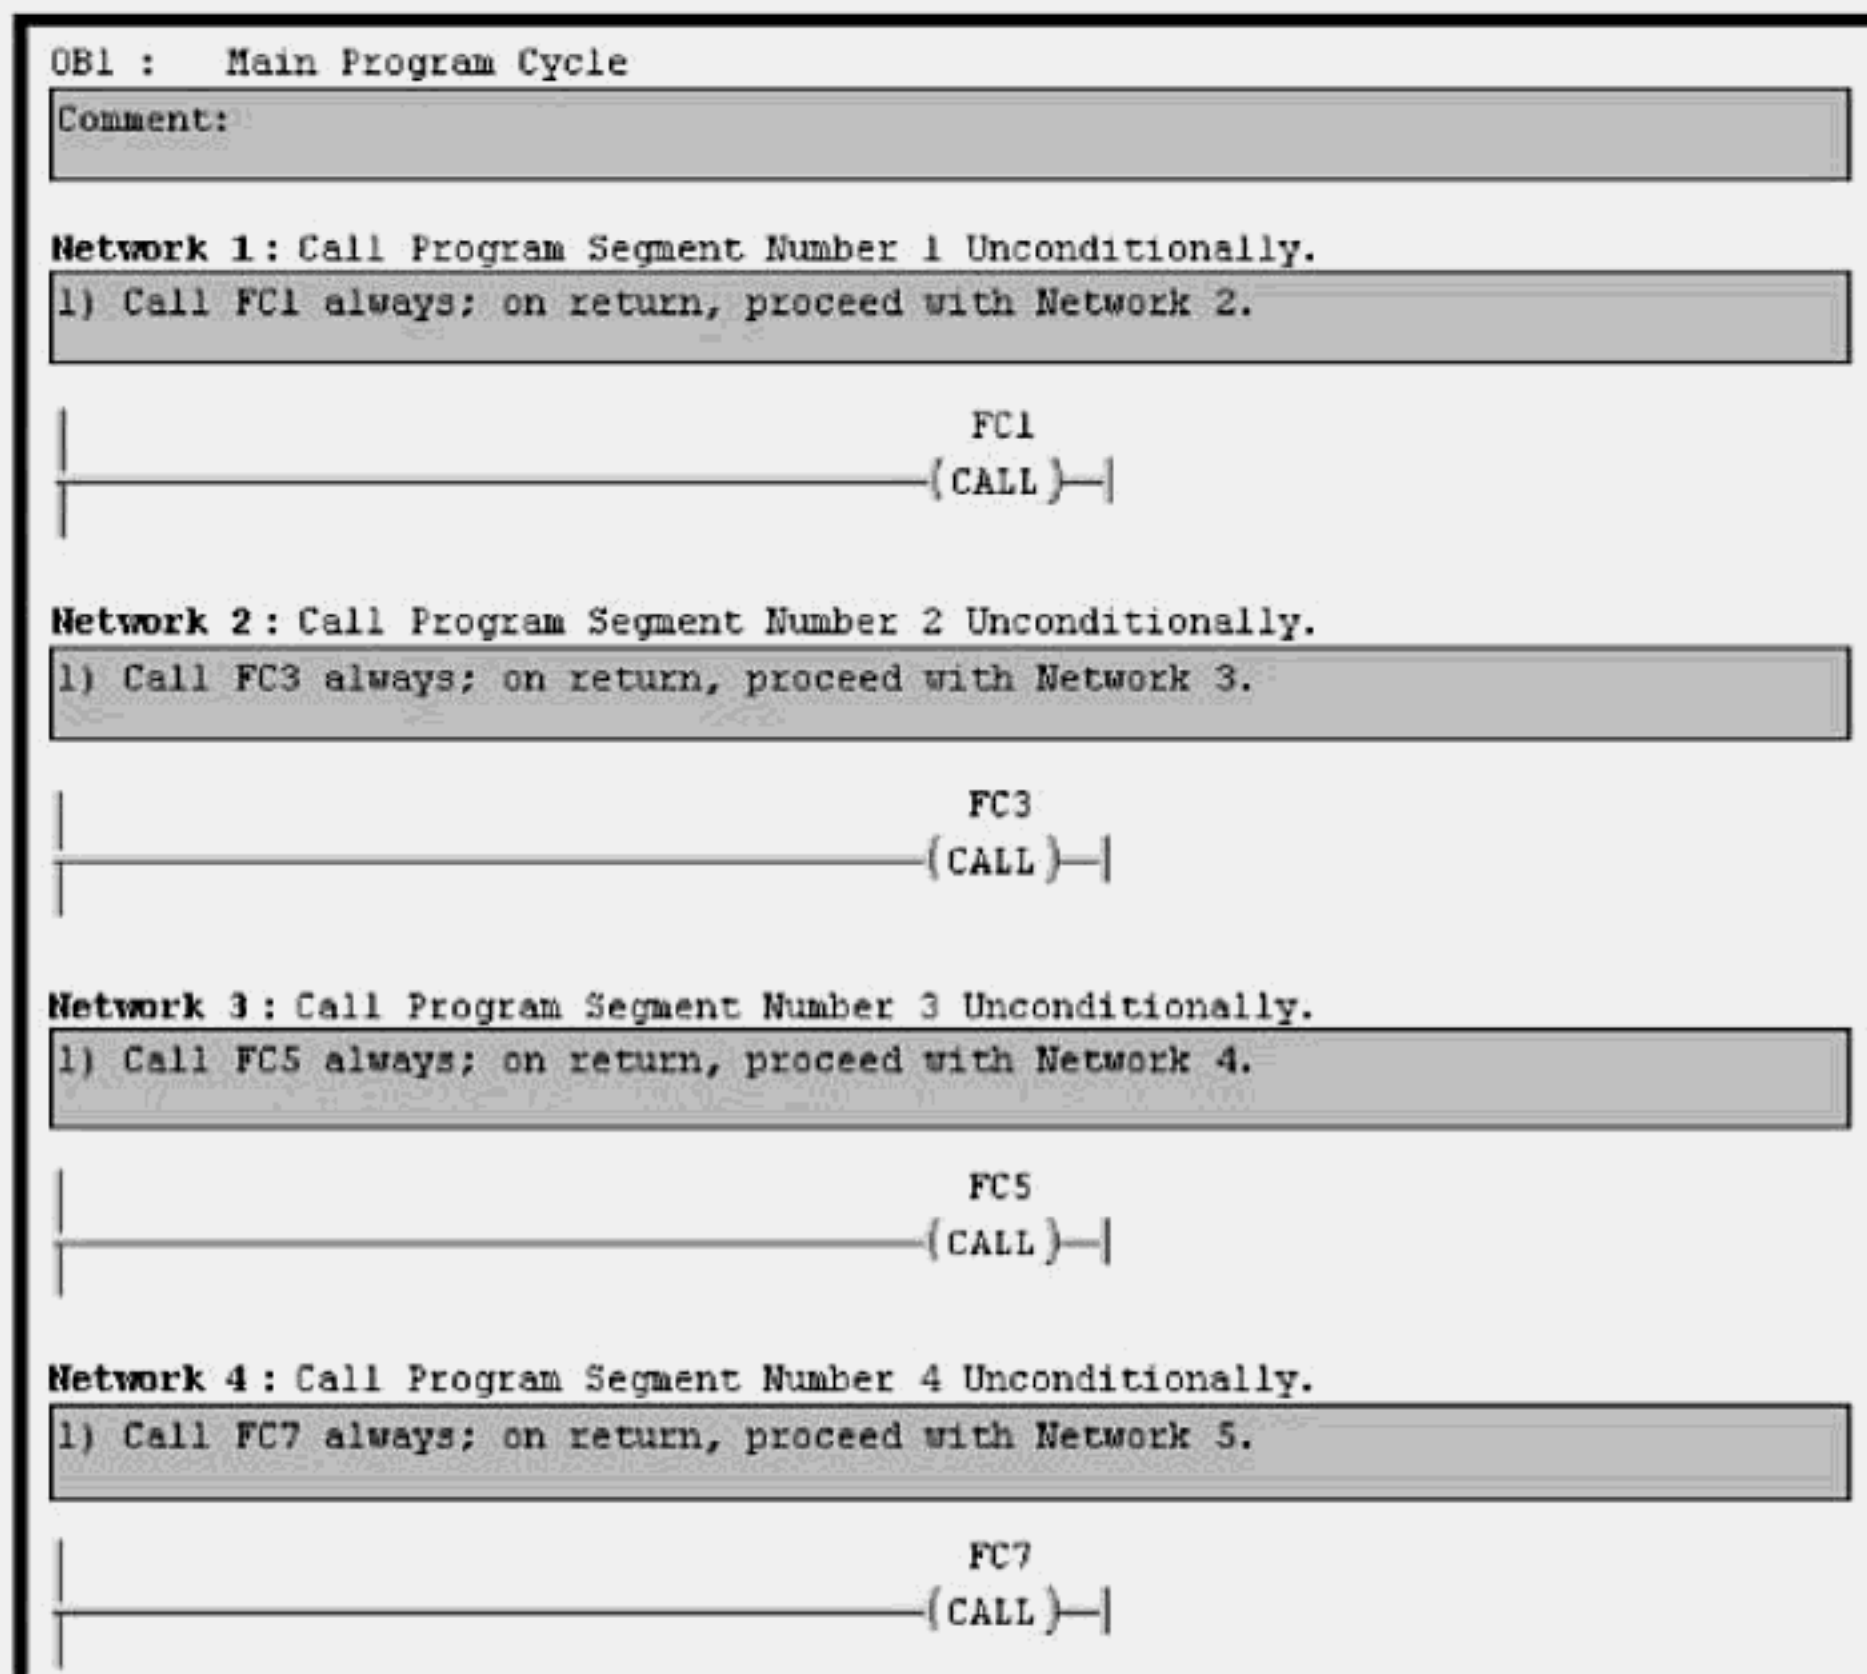 OB1 : Main Program Cycle
Comment:
Network 1: Call Program Segment Number 1 Unconditionally.
1) Call FC1 always; on return, proceed with Network 2.
FC1
(CALL)
Network 2: Call Program Segment Number 2 Unconditionally.
1) Call FC3 always; on return, proceed with Network 3.
FC3
(CALL)
Network 3: Call Program Segment Number 3 Unconditionally.
1) Call FC5 always; on return, proceed with Network 4.
FC5
(CALL)
Network 4: Call Program Segment Number 4 Unconditionally.
1) Call FC7 always; on return, proceed with Network 5.
FC7
(CALL)